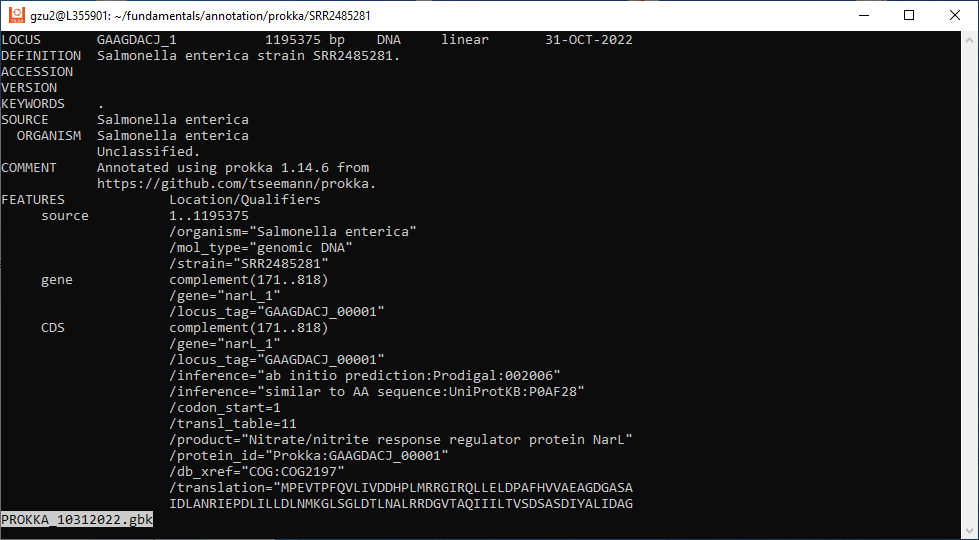 gzu2@L355901: ~/fundamentals/annotation/prokka/SRR2485281
LOCUS       GAAGDACJ_1           1195375 bp    DNA     linear       31-OCT-2022
DEFINITION  Salmonella enterica strain SRR2485281.
ACCESSION
VERSION
KEYWORDS    .
SOURCE      Salmonella enterica
  ORGANISM  Salmonella enterica
            Unclassified.
COMMENT     Annotated using prokka 1.14.6 from
            https://github.com/tseemann/prokka.
FEATURES             Location/Qualifiers
     source          1..1195375
                     /organism="Salmonella enterica"
                     /mol_type="genomic DNA"
                     /strain="SRR2485281"
     gene            complement(171..818)
                     /gene="narL_1"
                     /locus_tag="GAAGDACJ_00001"
     CDS             complement(171..818)
                     /gene="narL_1"
                     /locus_tag="GAAGDACJ_00001"
                     /inference="ab initio prediction:Prodigal:002006"
                     /inference="similar to AA sequence:UniProtKB:P0AF28"
                     /codon_start=1
                     /transl_table=11
                     /product="Nitrate/nitrite response regulator protein NarL"
                     /protein_id="Prokka:GAAGDACJ_00001"
                     /db_xref="COG:COG2197"
                     /translation="MPEVTPFQVLIVDDHPLMRRGIRQLLELDPAFHVVAEAGDGASA
                     IDLANRIEPDLILLDLNMKGLSGLDTLNALRRDGVTAQIIILTVSDSASDIYALIDAG
PROKKA_10312022.gbk